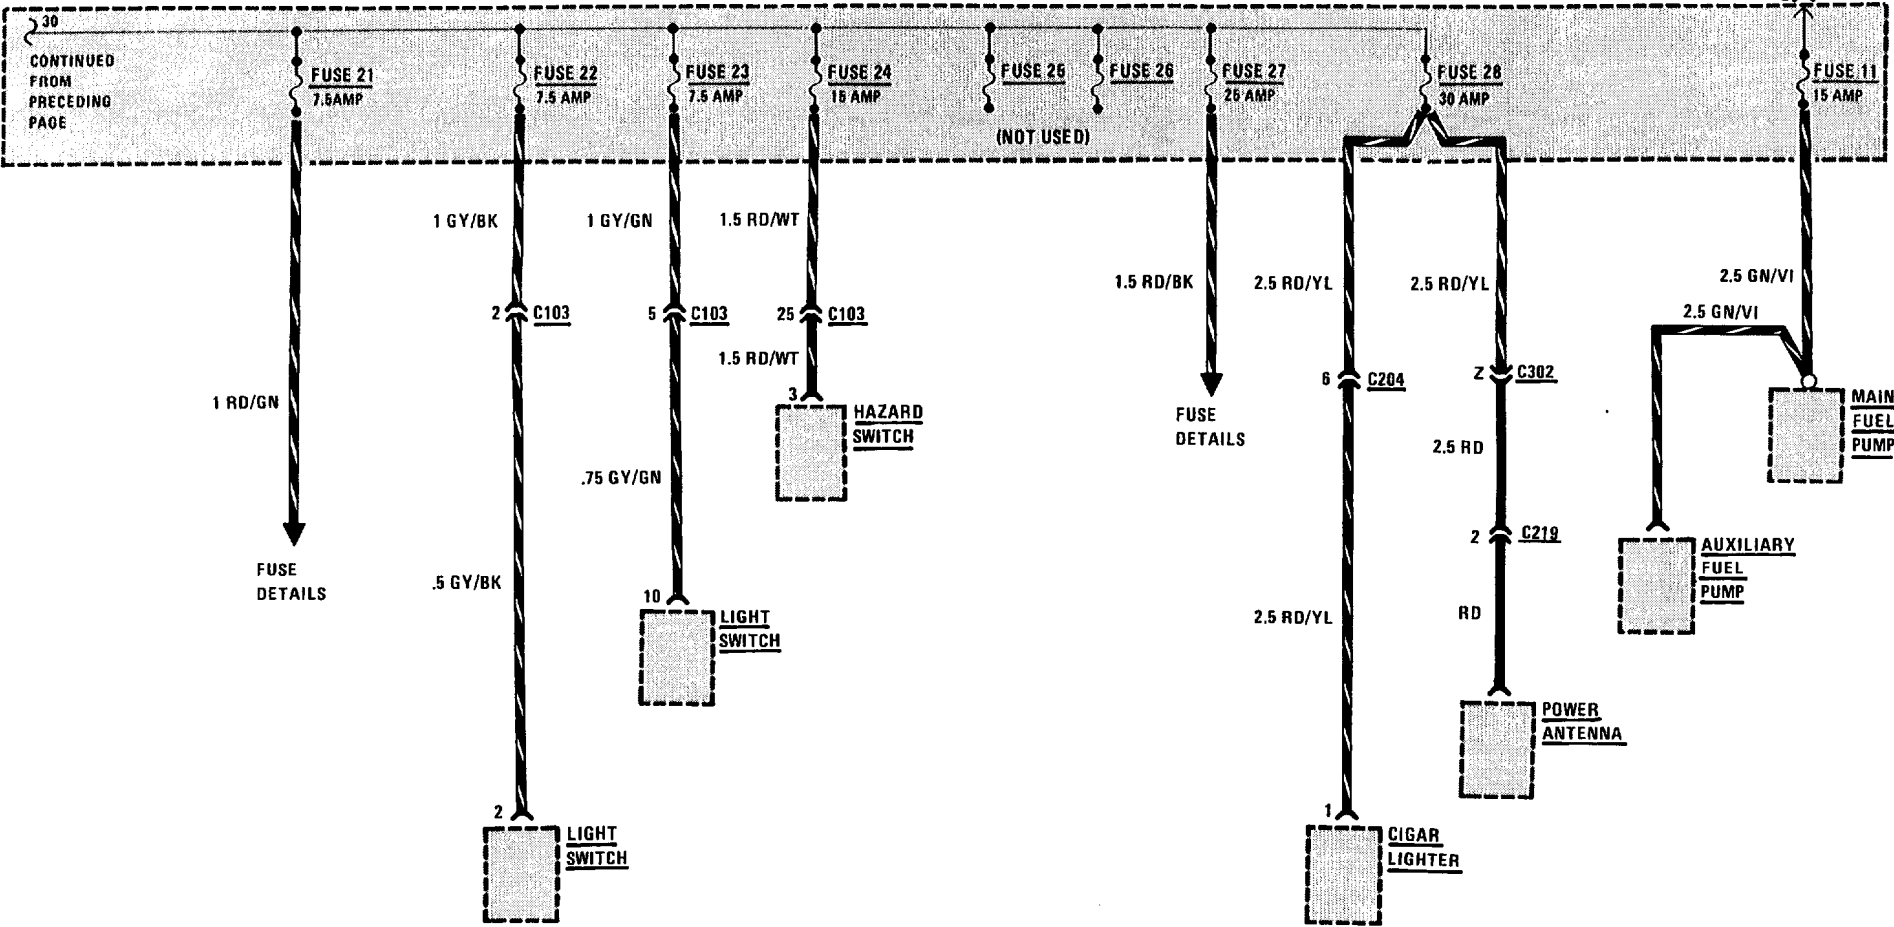 30
CONTINUED
FROM
PRECEDING
PAGE
FUSE 21
7.5AMP
FUSE 22
7.5 AMP
FUSE 23
7.5 AMP
FUSE 24
15 AMP
FUSE 25
FUSE 26
(NOT USED)
FUSE 27
25 AMP
FUSE 28
30 AMP
FUSE 11
15 AMP
1 GY/BK
1 GY/GN
1.5 RD/WT
1.5 RD/BK
2.5 RD/YL
2.5 RD/YL
2.5 GN/VI
2.5 GN/VI
2 C103
5 C103
25 C103
1.5 RD/WT
6 C204
Z C302
1 RD/GN
3
HAZARD
SWITCH
FUSE
DETAILS
MAIN
FUEL
PUMP
2.5 RD
.75 GY/GN
2 C219
AUXILIARY
FUEL
PUMP
FUSE
DETAILS
.5 GY/BK
10
LIGHT
SWITCH
2.5 RD/YL
RD
POWER
ANTENNA
2
LIGHT
SWITCH
1
CIGAR
LIGHTER